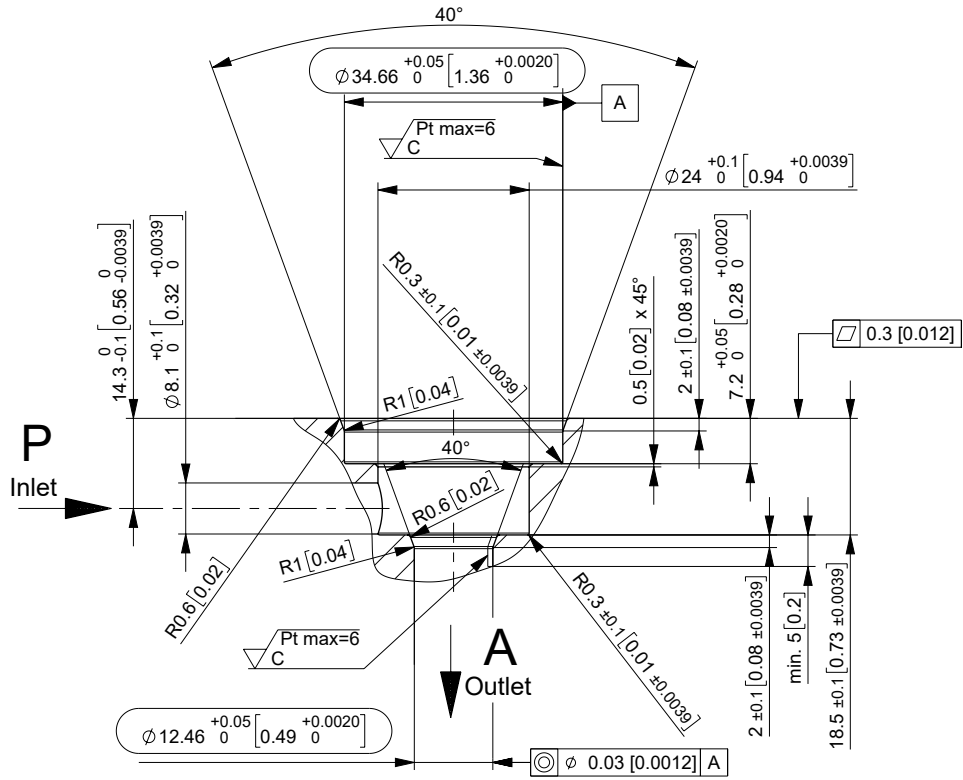 40°
⌀34.66 +0.05 0 [1.36 +0.0020 0]
A
Pt max=6
C
⌀24 +0.1 0 [0.94 +0.0039 0]
14.3 0 -0.1 [0.56 0 -0.0039]
⌀8.1 +0.1 0 [0.32 +0.0039 0]
R0.3 ±0.1 [0.01 ±0.0039]
0.5 [0.02] x 45°
2 ±0.1 [0.08 ±0.0039]
7.2 +0.05 0 [0.28 +0.0020 0]
0.3 [0.012]
R1 [0.04]
40°
P
Inlet
R0.6 [0.02]
R1 [0.04]
R0.6 [0.02]
R0.3 ±0.1 [0.01 ±0.0039]
2 ±0.1 [0.08 ±0.0039]
min. 5 [0.2]
18.5 ±0.1 [0.73 ±0.0039]
Pt max=6
C
A
Outlet
⌀12.46 +0.05 0 [0.49 +0.0020 0]
⌀ 0.03 [0.0012] A